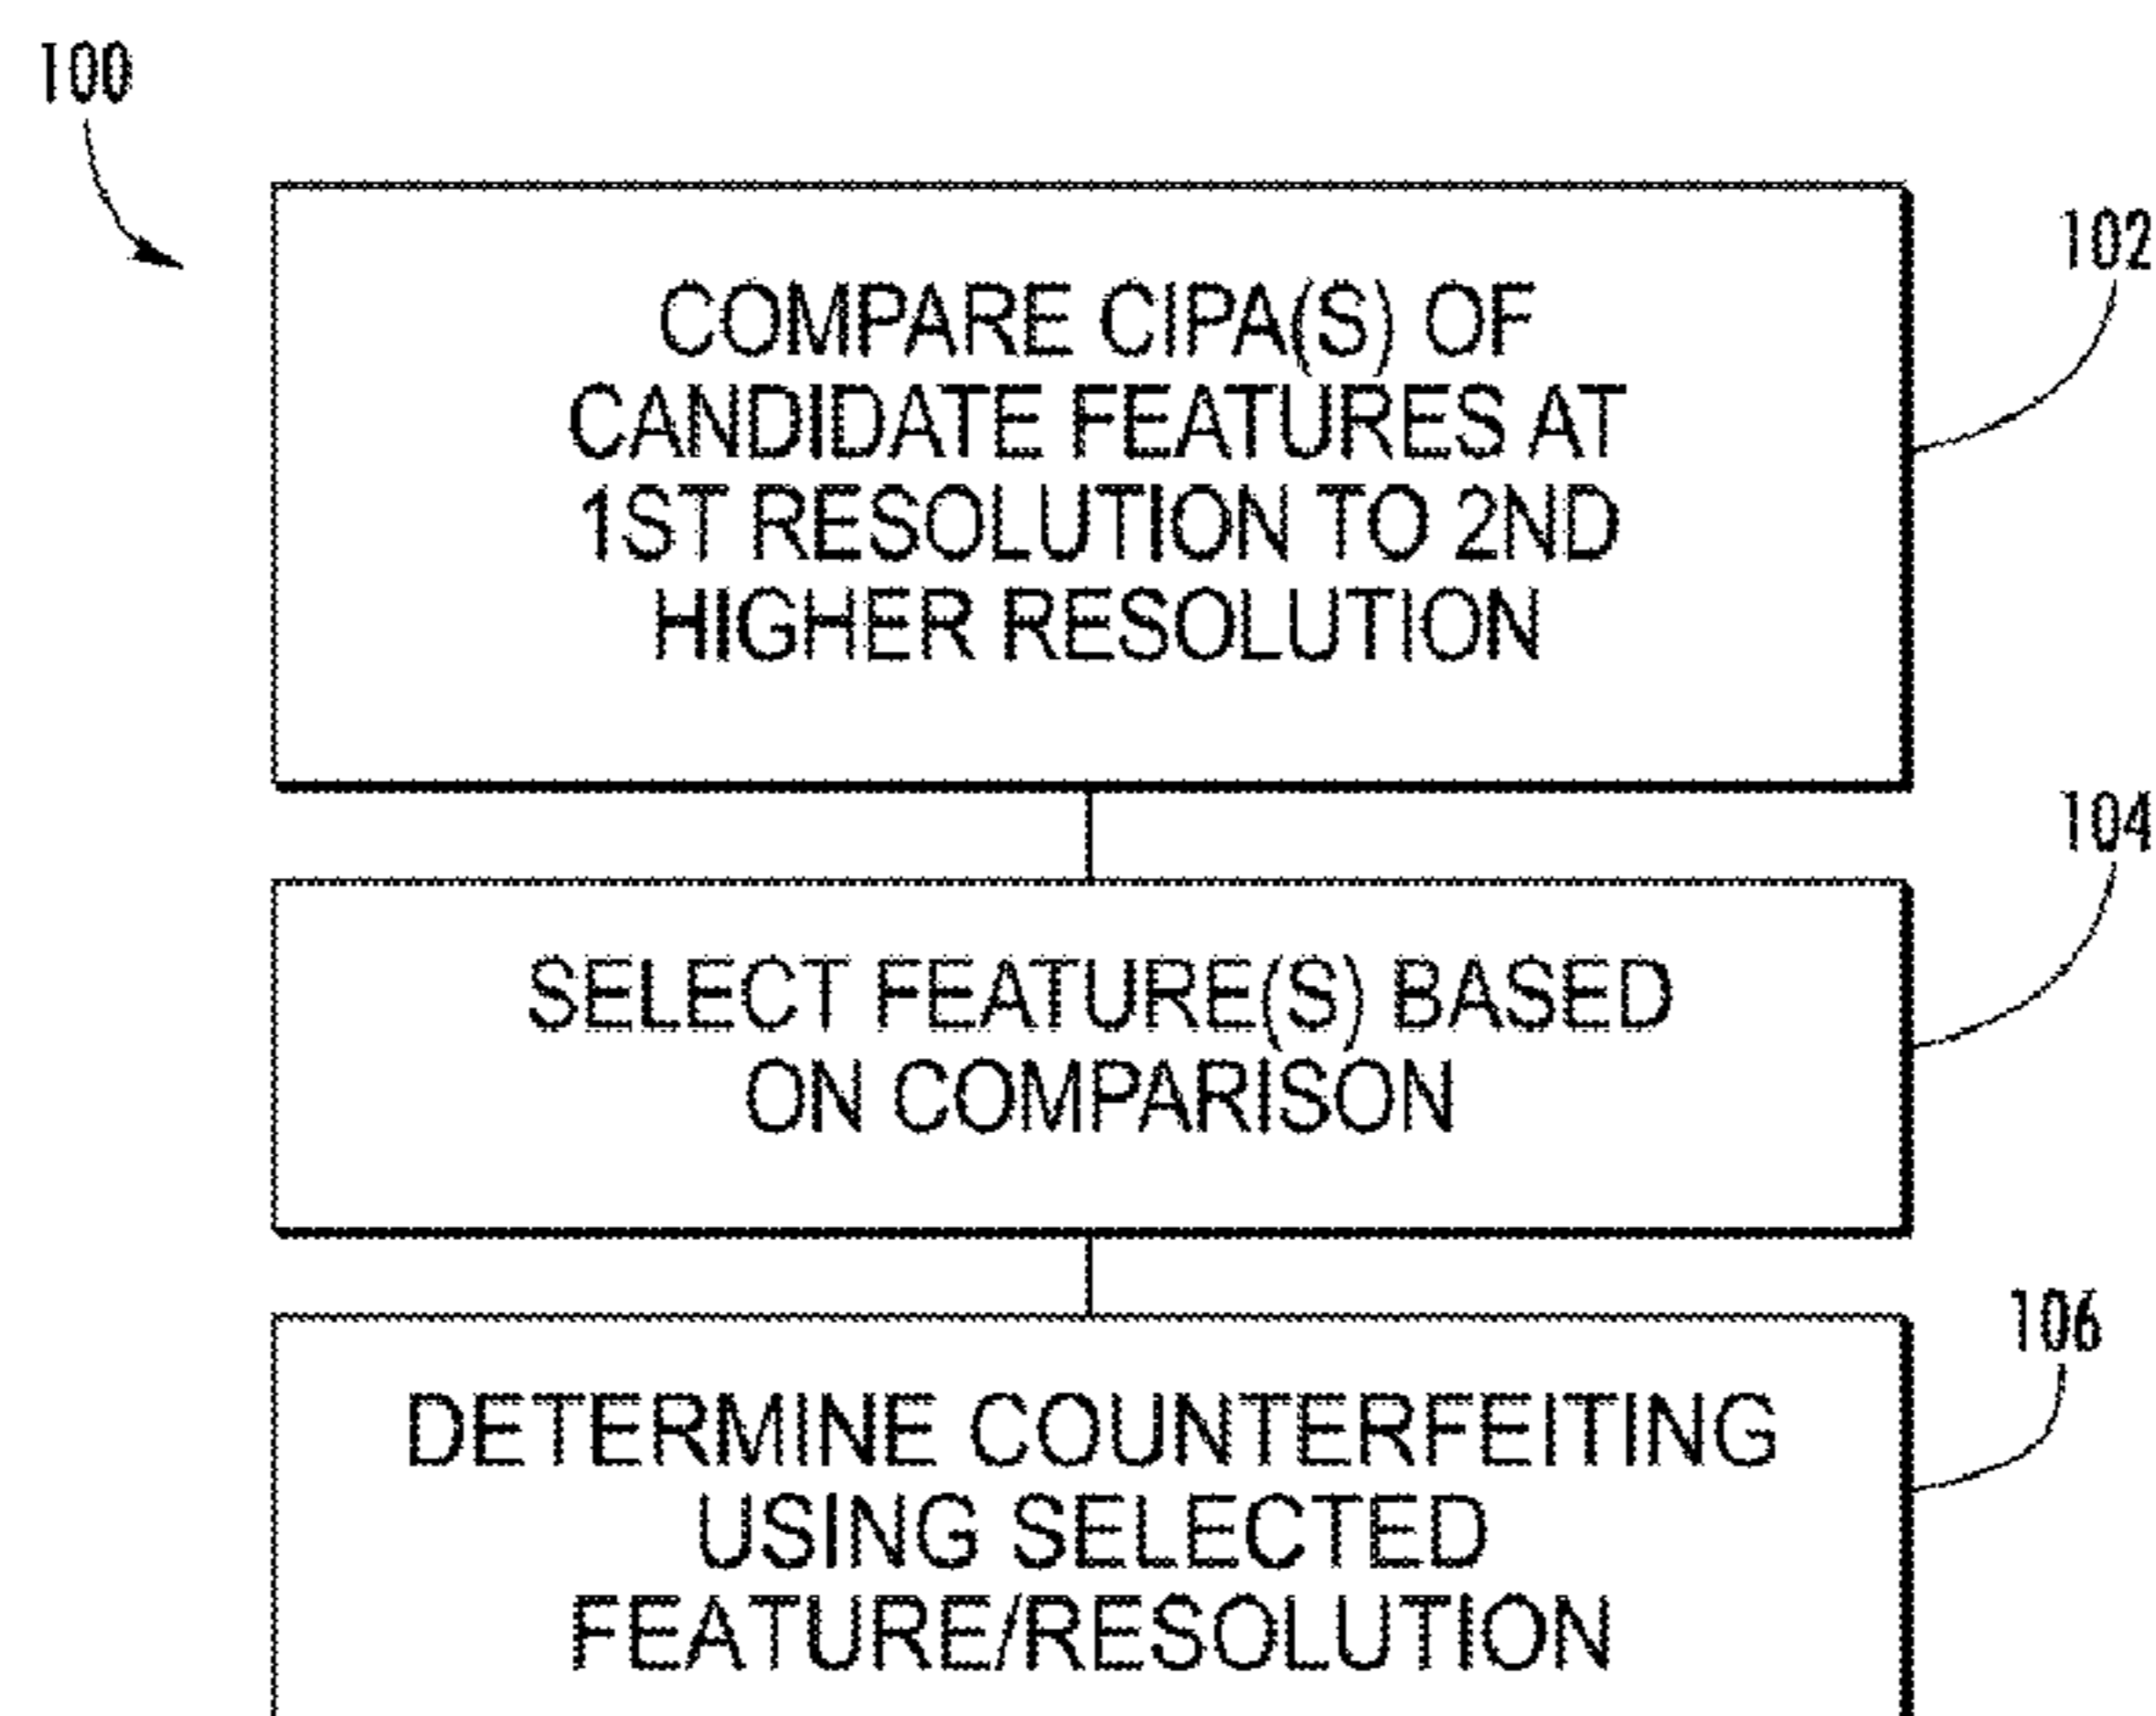 100
102
COMPARE CIPA(S) OF
CANDIDATE FEATURES AT
1ST RESOLUTION TO 2ND
HIGHER RESOLUTION
104
SELECT FEATURE(S) BASED
ON COMPARISON
106
DETERMINE COUNTERFEITING
USING SELECTED
FEATURE/RESOLUTION